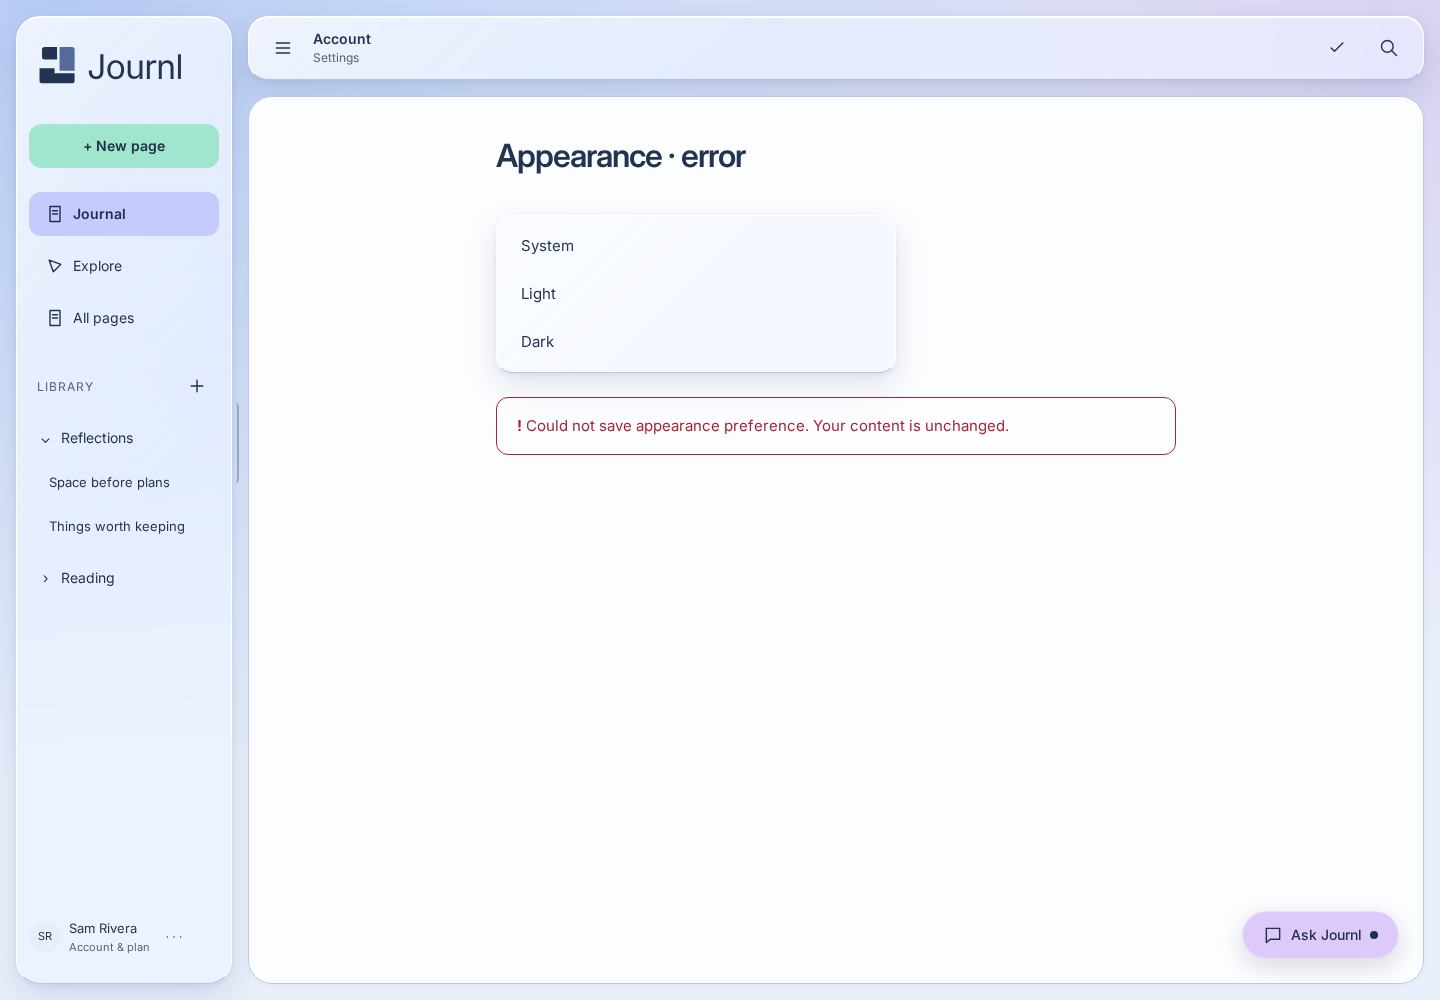 Journl
+ New page
Journal
Explore
All pages
LIBRARY
Reflections
Space before plans
Things worth keeping
Reading
SR
Sam Rivera
Account & plan
...
Account
Settings
Appearance · error
System
Light
Dark
! Could not save appearance preference. Your content is unchanged.
Ask Journl